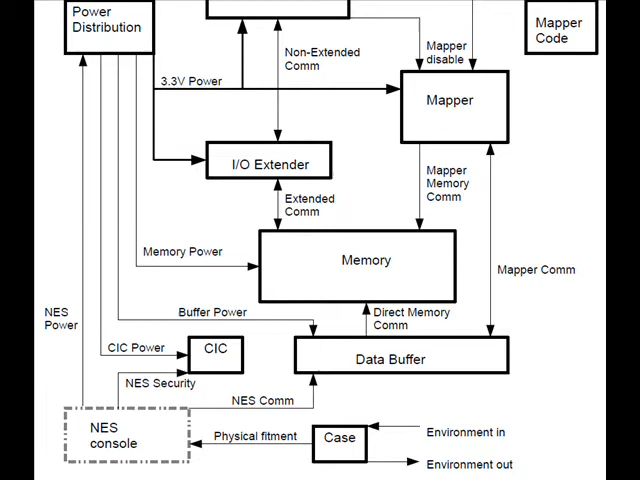 Power
Distribution
Mapper
Code
Non-Extended
Comm
Mapper
disable
3.3V Power
Mapper
I/O Extender
Mapper
Memory
Comm
Extended
Comm
Memory Power
Memory
Mapper Comm
NES
Power
Buffer Power
Direct Memory
Comm
CIC Power
CIC
Data Buffer
NES Security
NES Comm
NES
console
Physical fitment
Case
Environment in
Environment out